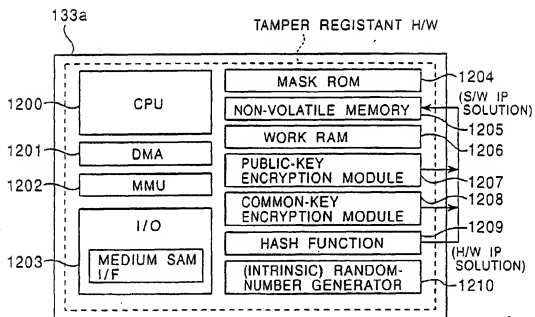 133a
TAMPER REGISTANT H/W
1200
CPU
1201
DMA
1202
MMU
1203
I/O
MEDIUM SAM
I/F
MASK ROM
1204
(S/W IP
SOLUTION)
NON-VOLATILE MEMORY
1205
WORK RAM
1206
PUBLIC-KEY
ENCRYPTION MODULE
1207
COMMON-KEY
ENCRYPTION MODULE
1208
HASH FUNCTION
1209
(H/W IP
SOLUTION)
(INTRINSIC) RANDOM-
NUMBER GENERATOR
1210